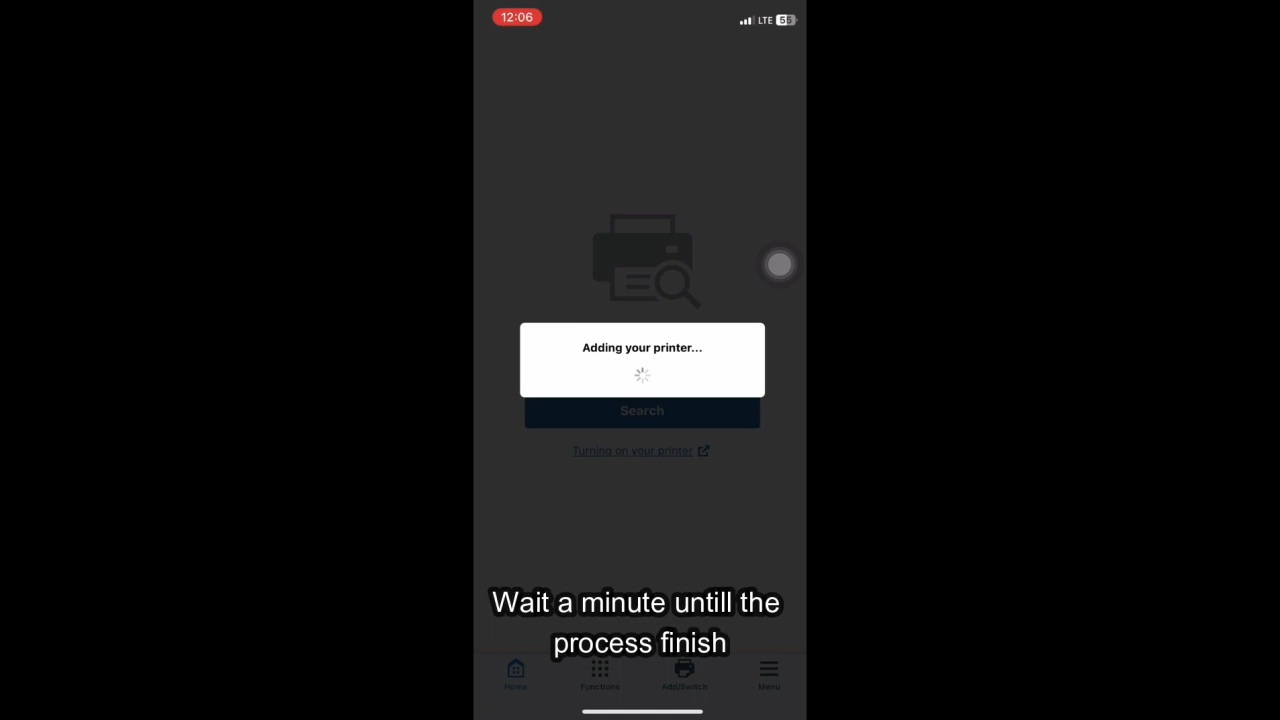 12:06
LTE 55
Adding your printer...
Search
Turning on your printer
Wait a minute untill the
process finish
Home
Functions
Add/Switch
Menu